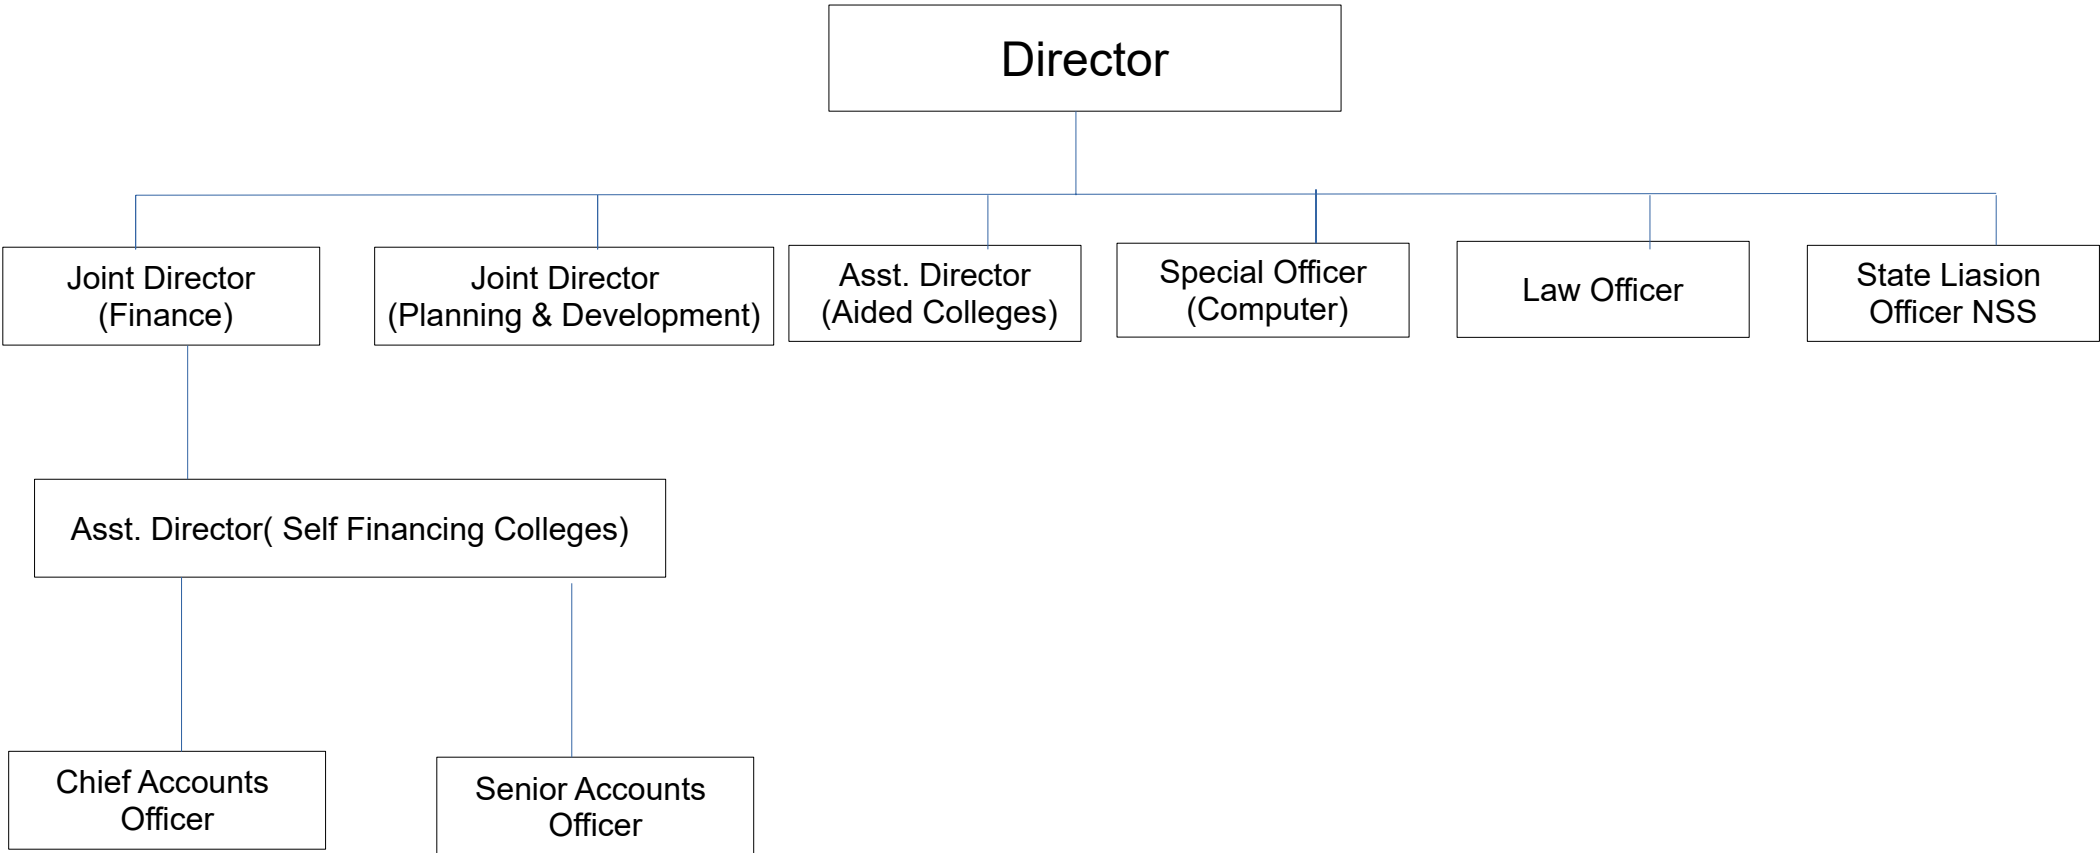 Director
Joint Director
(Finance)
Joint Director
(Planning & Development)
Asst. Director
(Aided Colleges)
Special Officer
(Computer)
Law Officer
State Liasion
Officer NSS
Asst. Director( Self Financing Colleges)
Chief Accounts
Officer
Senior Accounts
Officer